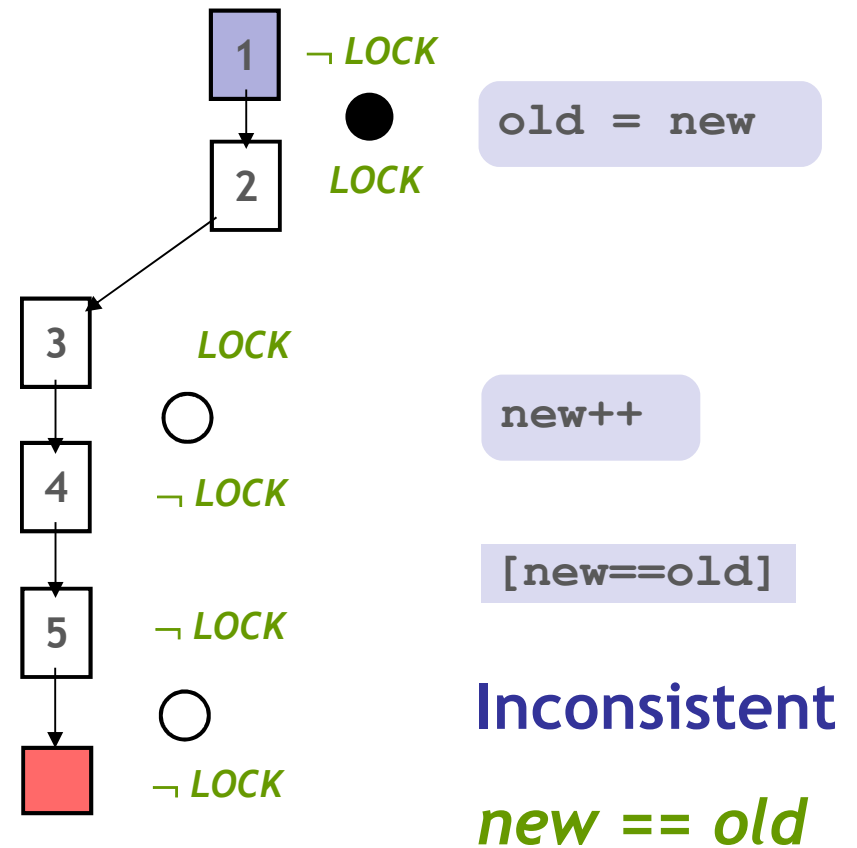 1 ¬ LOCK
old = new
2 LOCK
3 LOCK
new++
4 ¬ LOCK
[new==old]
5 ¬ LOCK
Inconsistent
¬ LOCK
new == old